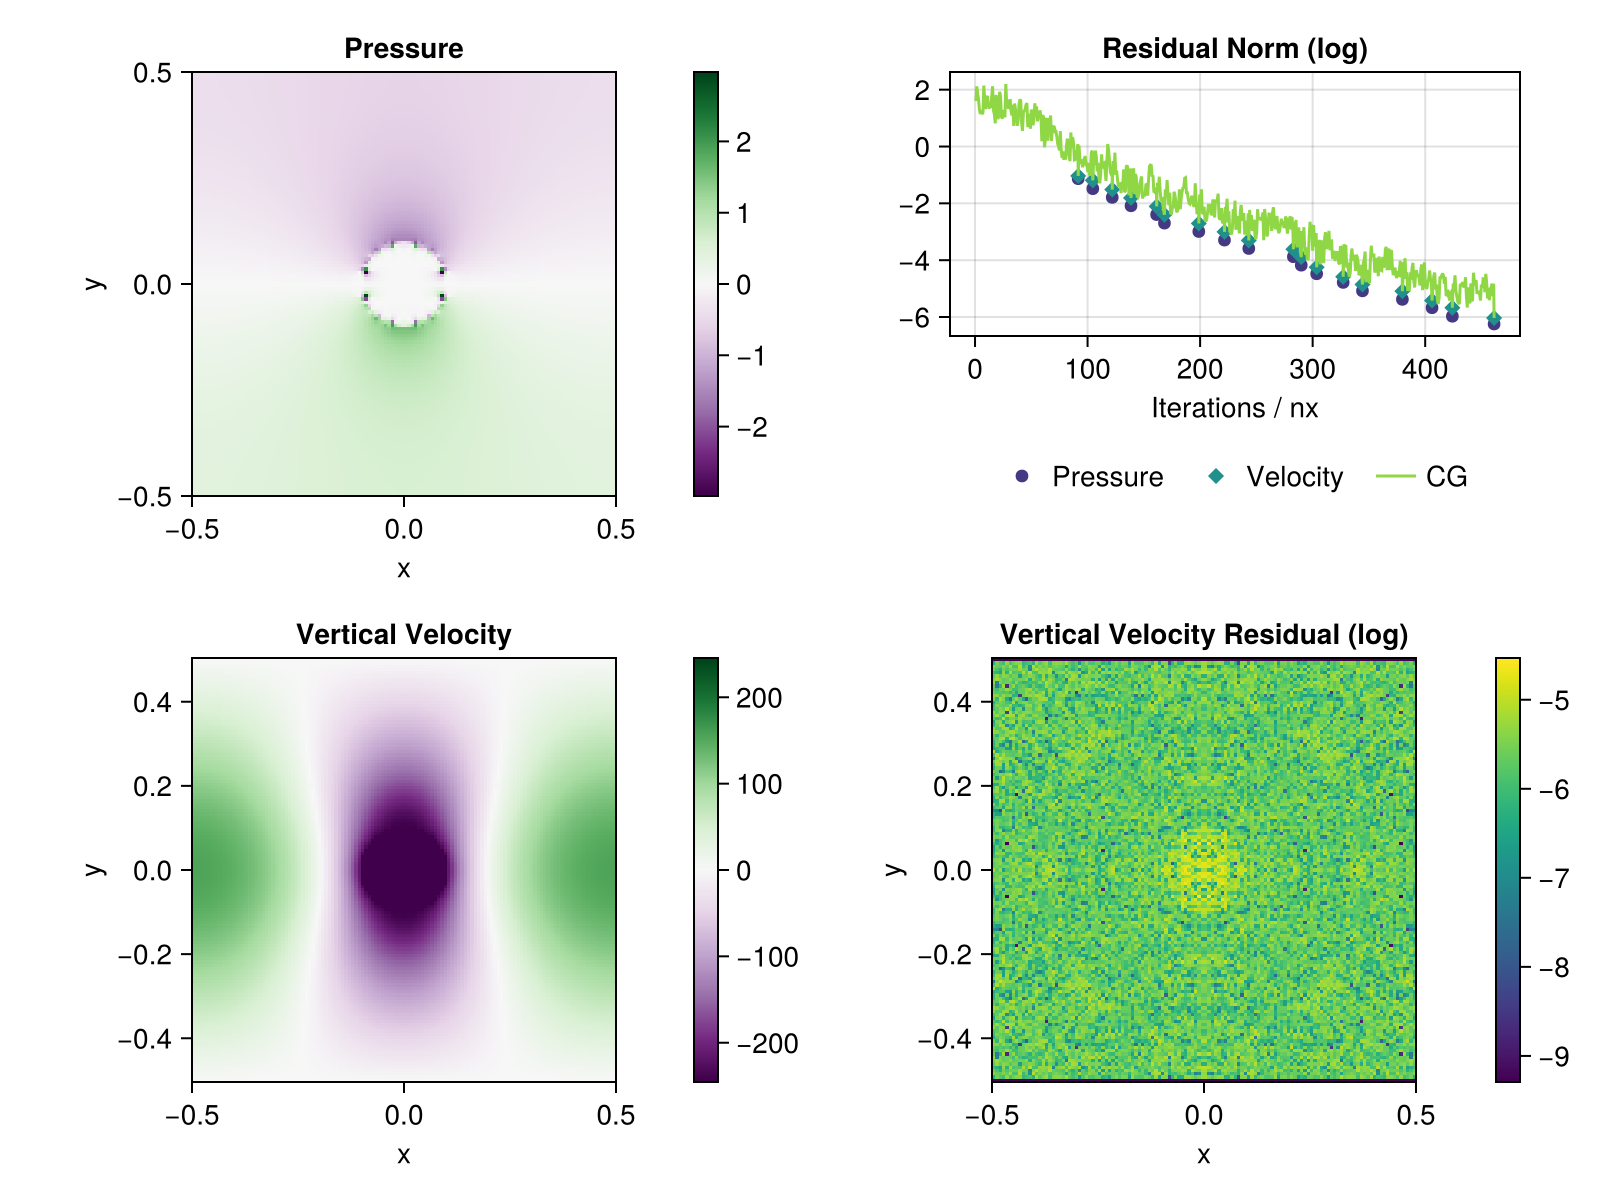 Pressure
0.5
0.0
−0.5
y
−0.5 0.0 0.5
x
2
1
0
−1
−2
Residual Norm (log)
2
0
−2
−4
−6
0 100 200 300 400
Iterations / nx
Pressure Velocity CG
Vertical Velocity
0.4
0.2
0.0
−0.2
−0.4
y
−0.5 0.0 0.5
x
200
100
0
−100
−200
Vertical Velocity Residual (log)
0.4
0.2
0.0
−0.2
−0.4
y
−0.5 0.0 0.5
x
−5
−6
−7
−8
−9